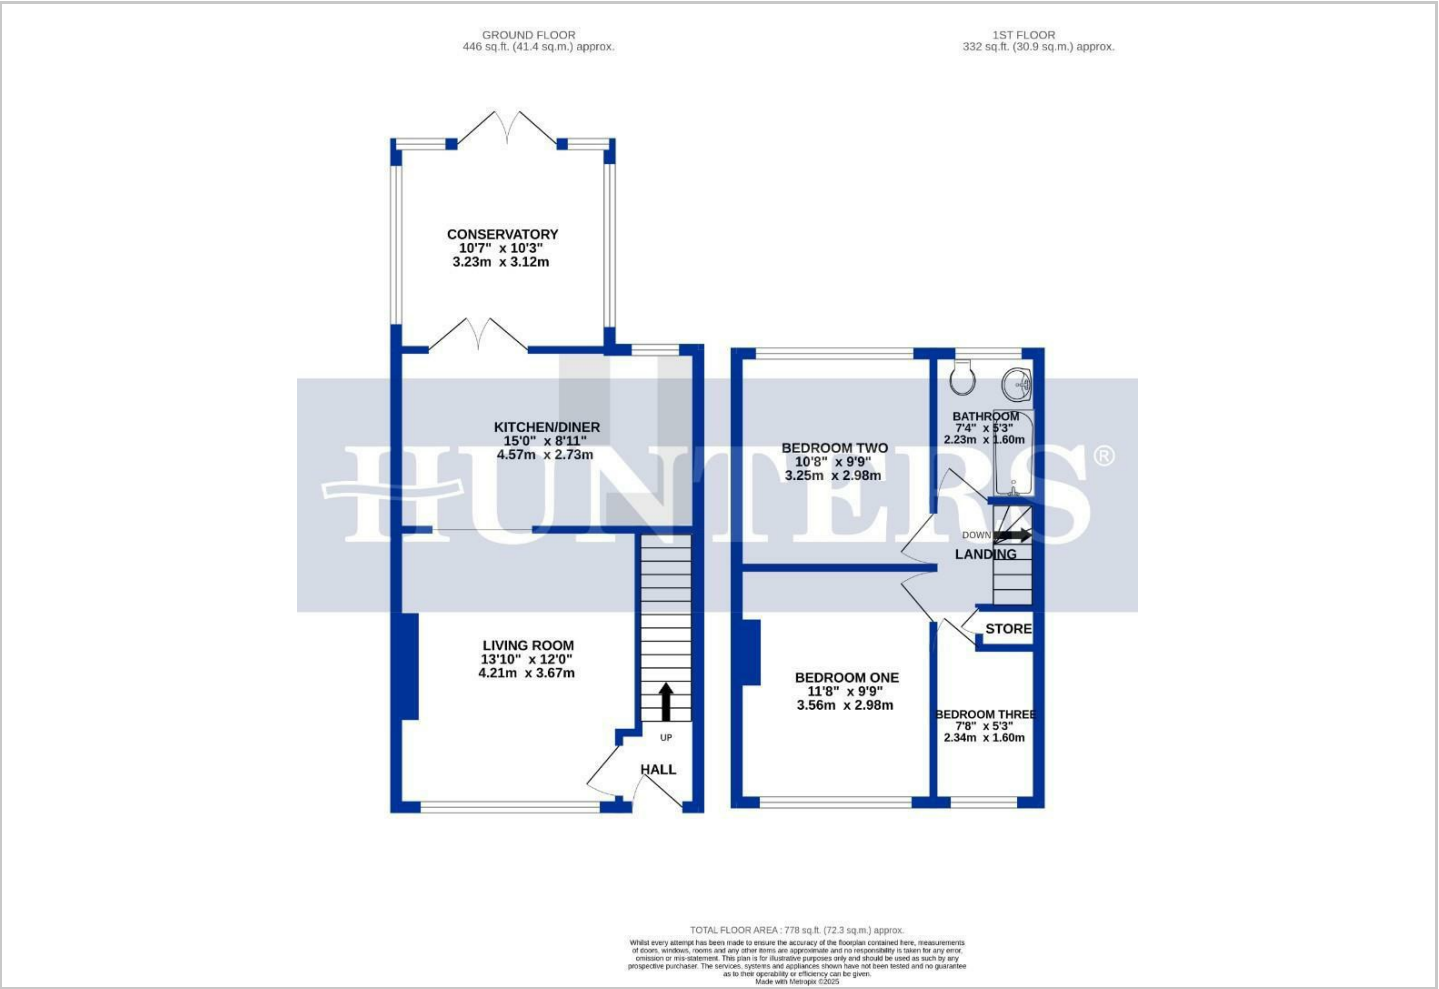 GROUND FLOOR
446 sq.ft. (41.4 sq.m.) approx.
1ST FLOOR
332 sq.ft. (30.9 sq.m.) approx.
CONSERVATORY
10'7" x 10'3"
3.23m x 3.12m
KITCHEN/DINER
15'0" x 8'11"
4.57m x 2.73m
LIVING ROOM
13'10" x 12'0"
4.21m x 3.67m
UP
HALL
BEDROOM TWO
10'8" x 9'9"
3.25m x 2.98m
BATHROOM
7'4" x 5'3"
2.23m x 1.60m
DOWN
LANDING
STORE
BEDROOM ONE
11'8" x 9'9"
3.56m x 2.98m
BEDROOM THREE
7'8" x 5'3"
2.34m x 1.60m
HUNTERS®
TOTAL FLOOR AREA : 778 sq.ft. (72.3 sq.m.) approx.
Whilst every attempt has been made to ensure the accuracy of the floorplan contained here, measurements
of doors, windows, rooms and any other items are approximate and no responsibility is taken for any error,
omission or mis-statement. This plan is for illustrative purposes only and should be used as such by any
prospective purchaser. The services, systems and appliances shown have not been tested and no guarantee
as to their operability or efficiency can be given.
Made with Metropix ©2025